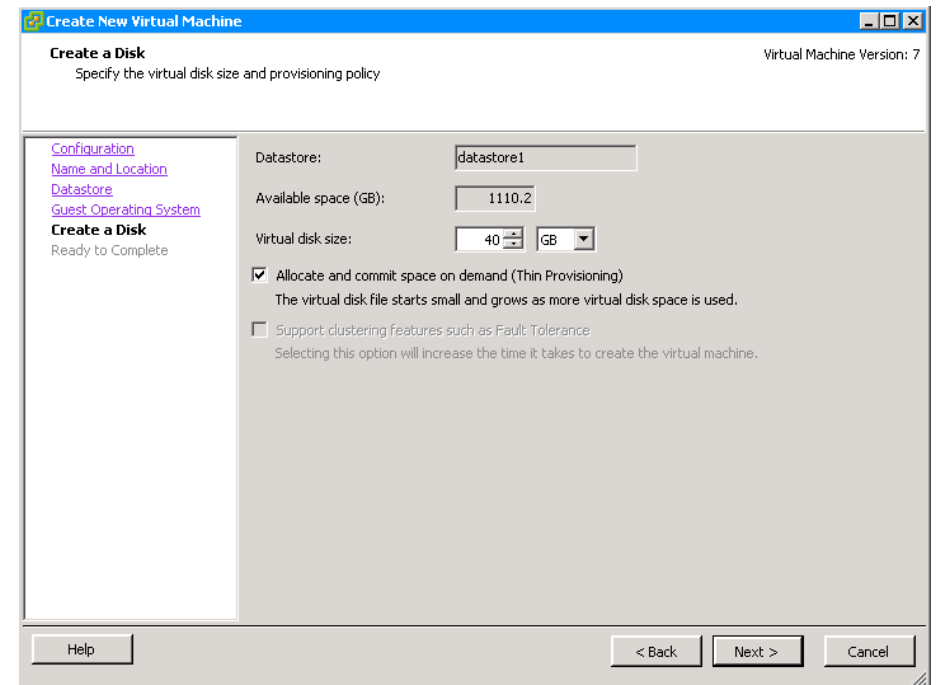 Create New Virtual Machine
Create a Disk
Virtual Machine Version: 7
Specify the virtual disk size and provisioning policy
Configuration
Name and Location
Datastore
Guest Operating System
Create a Disk
Ready to Complete
Datastore: datastore1
Available space (GB): 1110.2
Virtual disk size: 40 GB
Allocate and commit space on demand (Thin Provisioning)
The virtual disk file starts small and grows as more virtual disk space is used.
Support clustering features such as Fault Tolerance
Selecting this option will increase the time it takes to create the virtual machine.
Help
< Back
Next >
Cancel